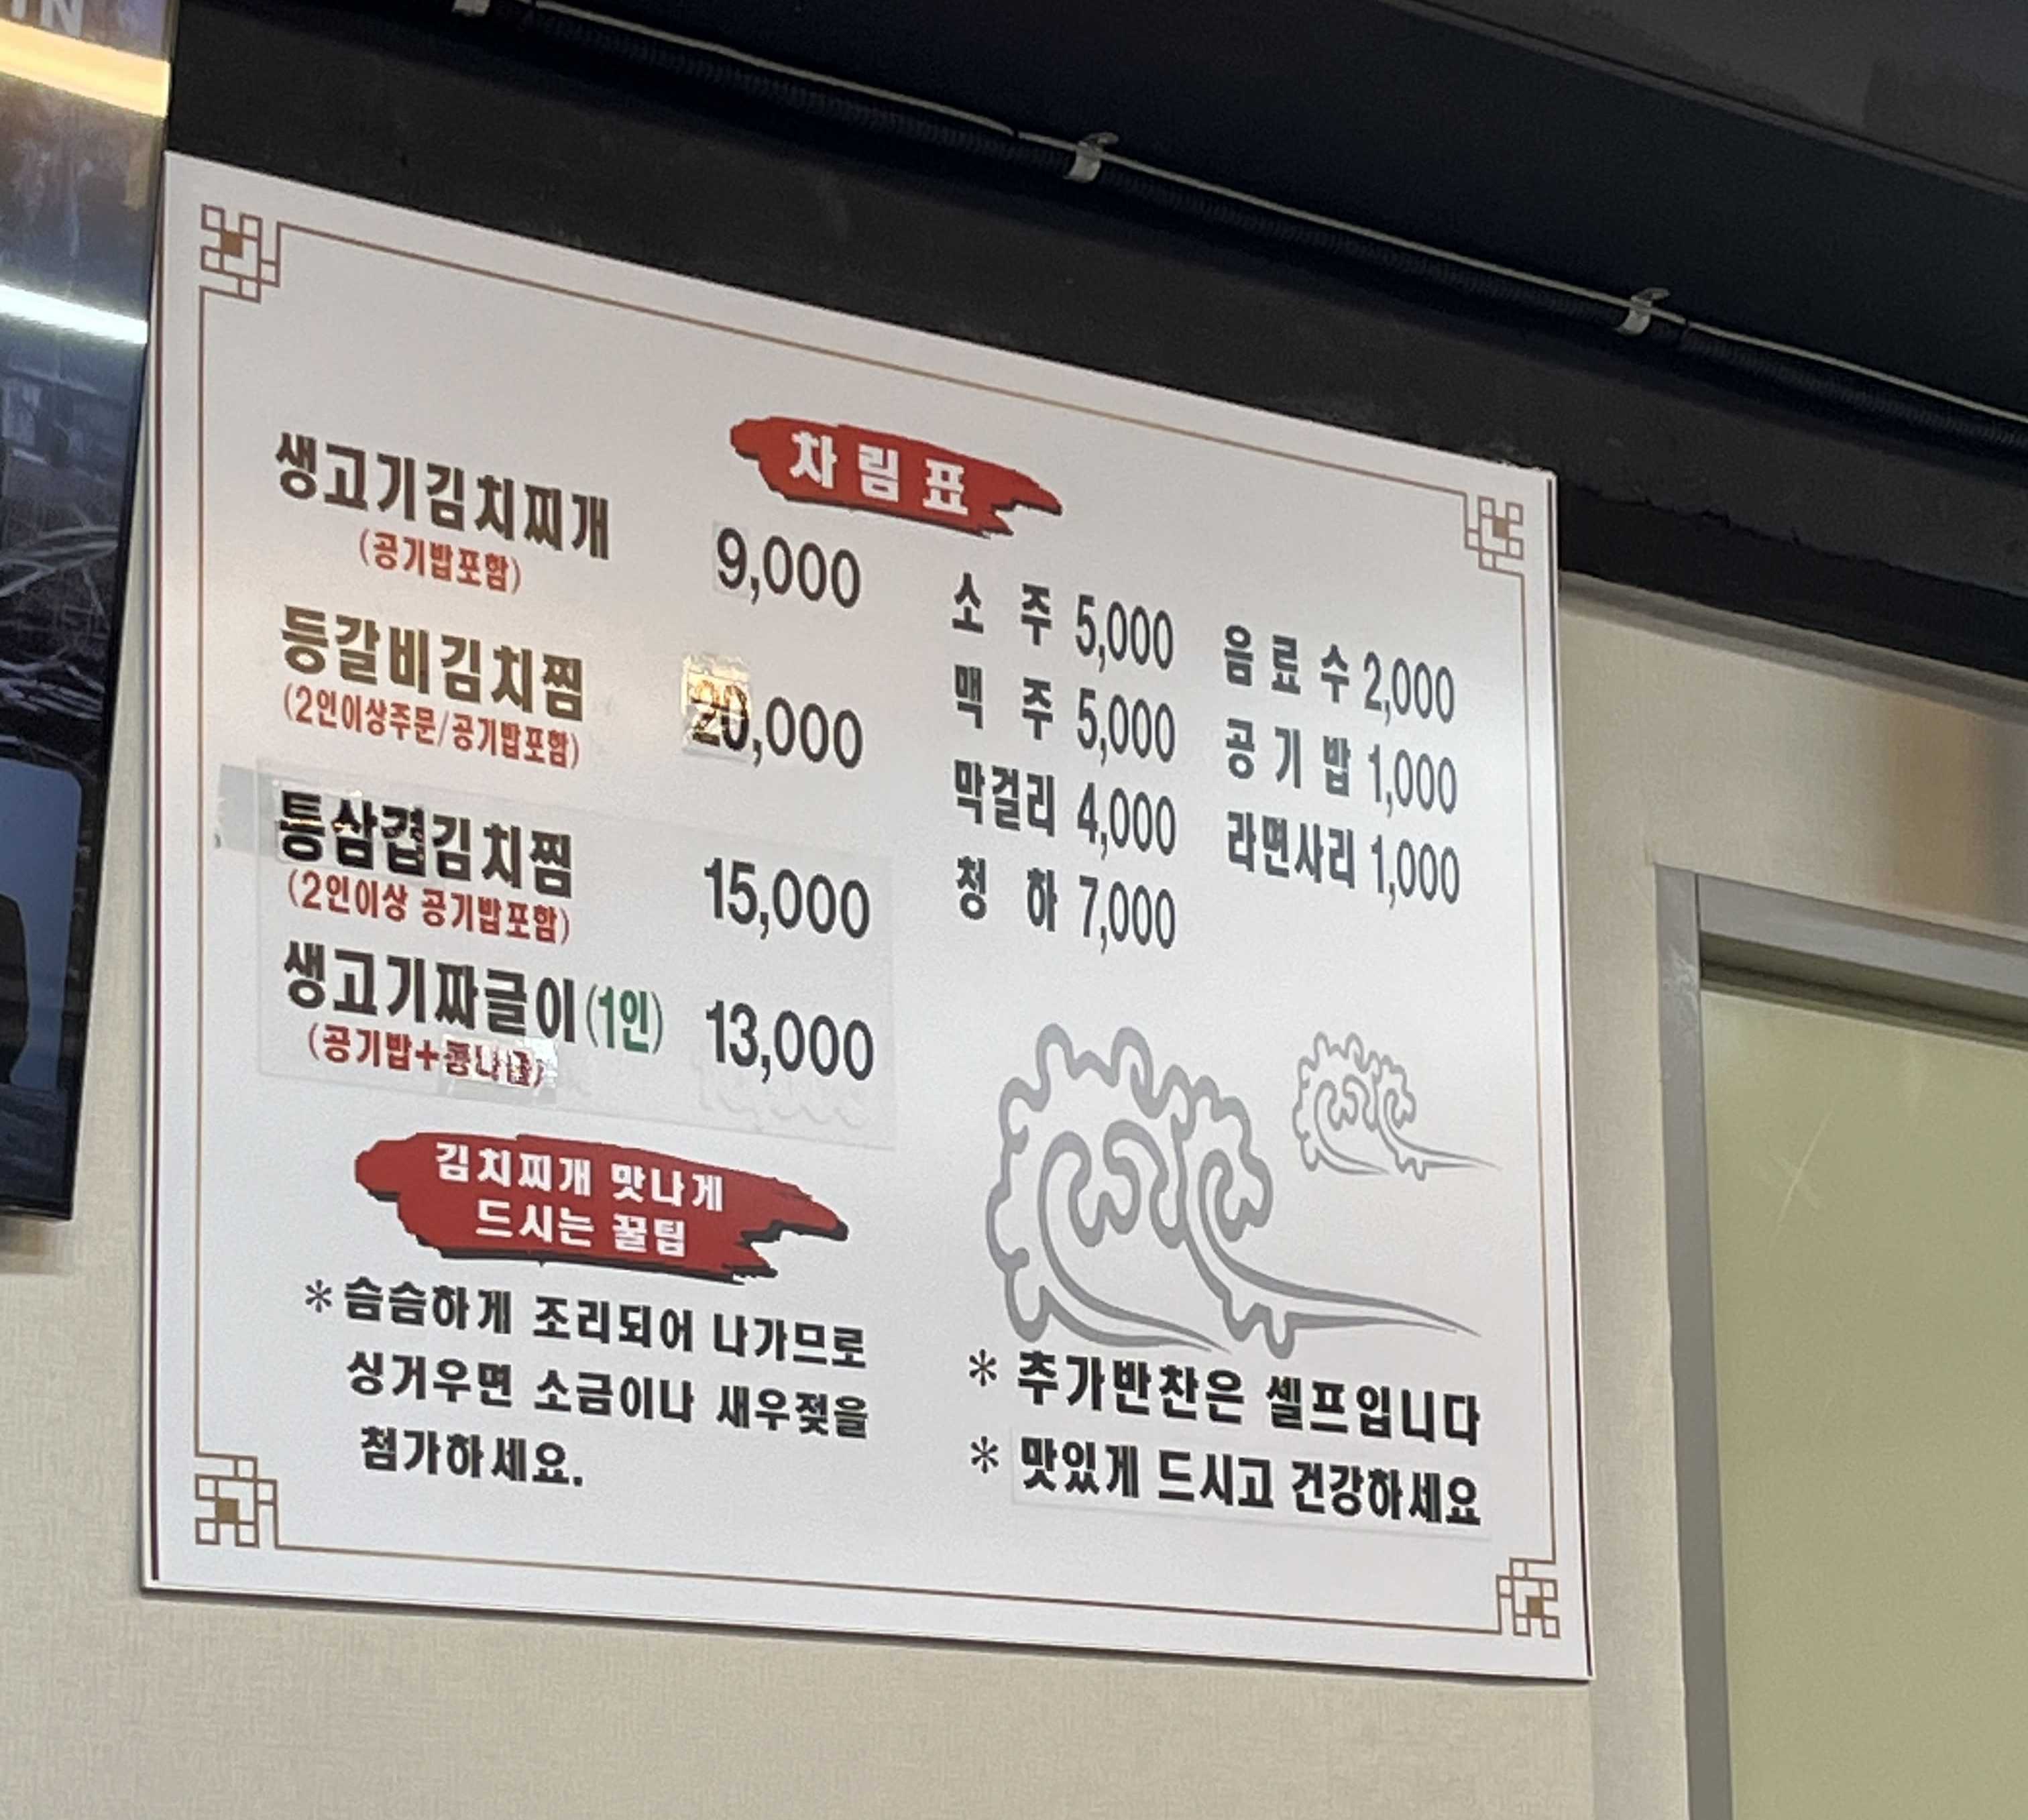 IN
차림표
생고기김치찌개 9,000
(공기밥포함)
등갈비김치찜 20,000
(2인이상주문/공기밥포함)
통삼겹김치찜 15,000
(2인이상 공기밥포함)
생고기짜글이(1인) 13,000
(공기밥+콩나물)
소주 5,000
맥주 5,000
막걸리 4,000
청하 7,000
음료수 2,000
공기밥 1,000
라면사리 1,000
김치찌개 맛나게
드시는 꿀팁
*슴슴하게 조리되어 나가므로
싱거우면 소금이나 새우젓을
첨가하세요.
* 추가반찬은 셀프입니다
* 맛있게 드시고 건강하세요